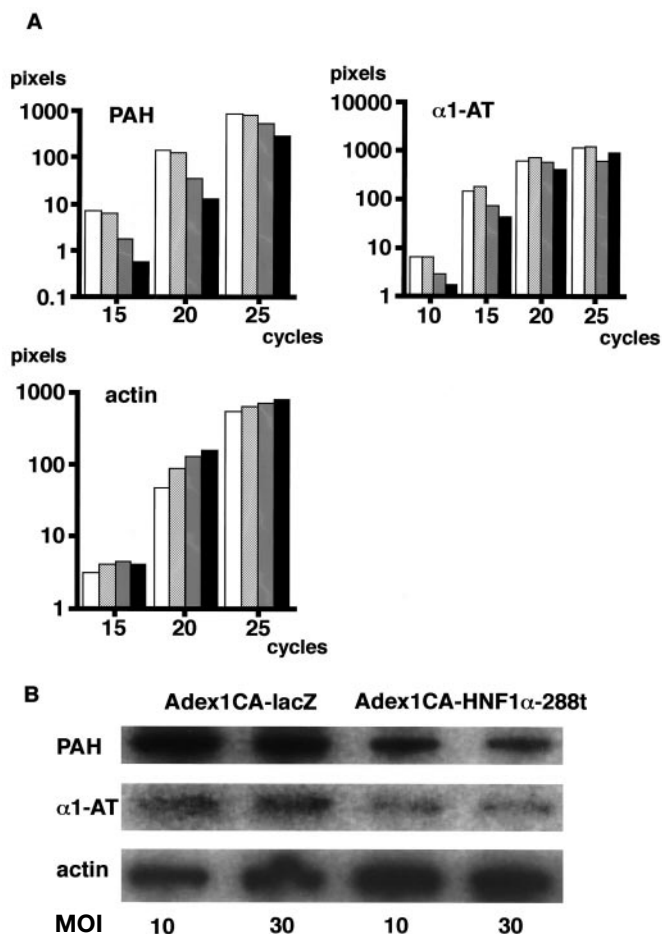 A
pixels
1000
100
10
1
0.1
PAH
15 20 25
cycles
pixels
10000
1000
100
10
1
α1-AT
10 15 20 25
cycles
pixels
1000
100
10
1
actin
15 20 25
cycles
B
Adex1CA-lacZ Adex1CA-HNF1α-288t
PAH
α1-AT
actin
MOI 10 30 10 30